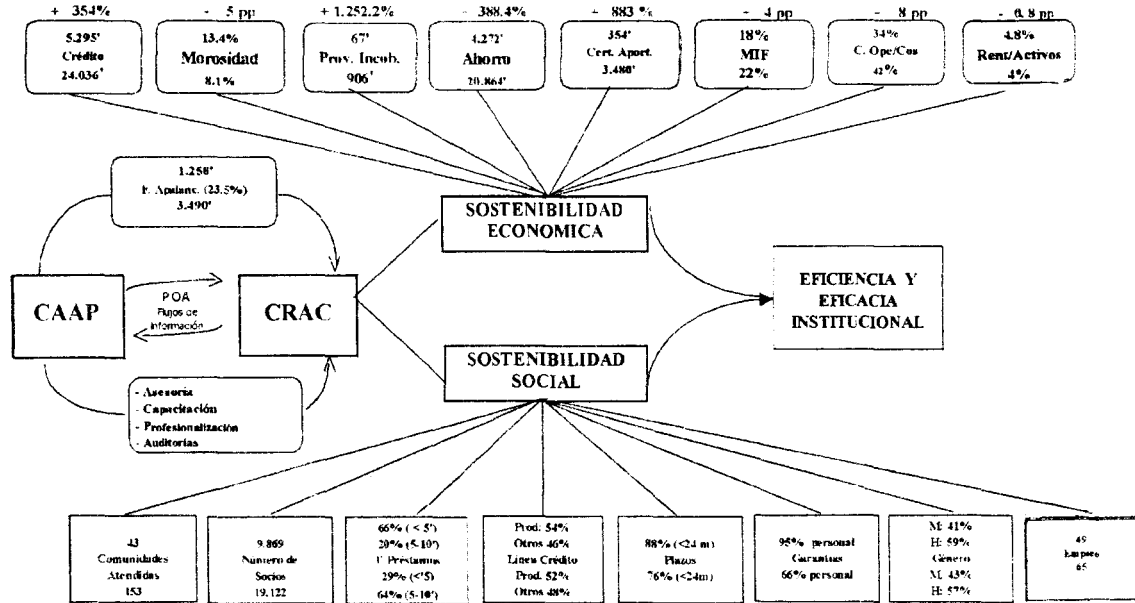 + 354%
- 5 pp
+ 1.252.2%
- 388.4%
+ 883 %
- 4 pp
- 8 pp
- 0.8 pp
5.295'
Crédito
24.036'
13.4%
Morosidad
8.1%
67'
Prov. Incob.
906'
4.272'
Ahorro
20.864'
354'
Cert. Aport.
3.480'
18%
MIF
22%
34%
C. Ope/Cos
42%
4.8%
Rent/Activos
4%
1.258'
F. Apalanc. (23.5%)
3.490'
SOSTENIBILIDAD
ECONOMICA
CAAP
POA
Flujos de
Información
CRAC
EFICIENCIA Y
EFICACIA
INSTITUCIONAL
SOSTENIBILIDAD
SOCIAL
- Asesoría
- Capacitación
- Profesionalización
- Auditorías
43
Comunidades
Atendidas
153
9.869
Número de
Socios
19.122
66% (< 5')
20% (5-10')
Préstamos
29% (<'5)
64% (5-10')
Prod. 54%
Otros 46%
Linea Crédito
Prod. 52%
Otros 48%
88% (<24 m)
Plazos
76% (<24m)
95% personal
Garantías
66% personal
M: 41%
H: 59%
Género
M: 43%
H: 57%
49
Empleo
65